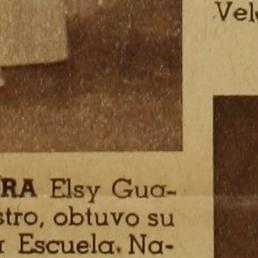 Vel
RA Elsy Gua-
stro, obtuvo su
r Escuela. Na-